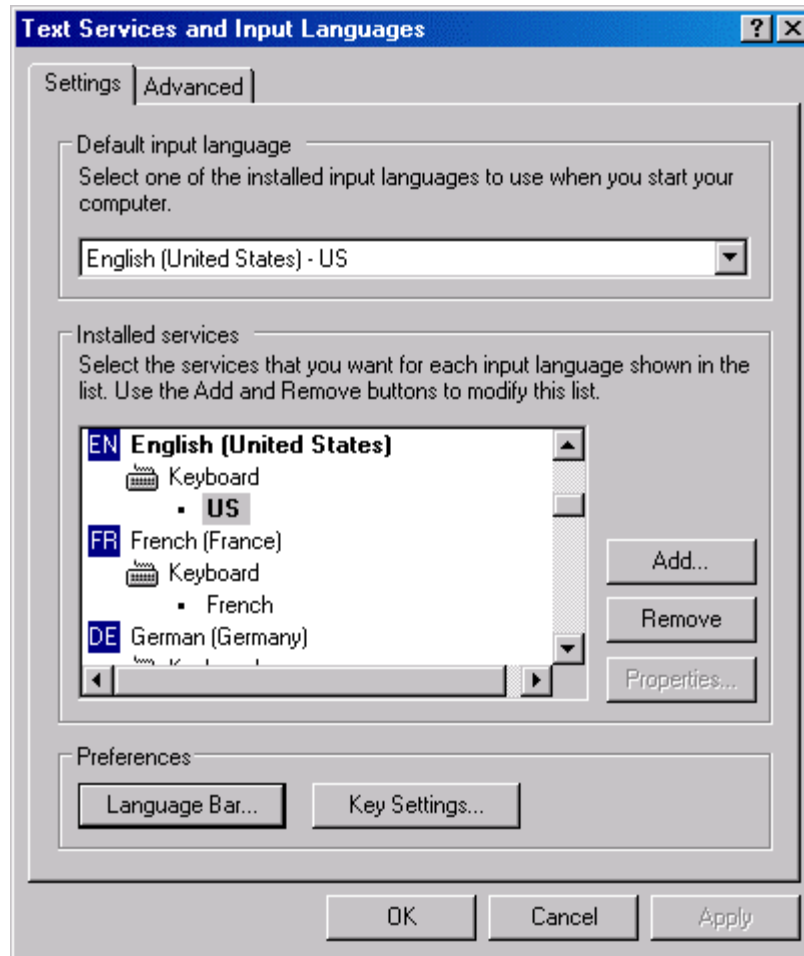 Text Services and Input Languages
Settings
Advanced
Default input language
Select one of the installed input languages to use when you start your
computer.
English (United States) - US
Installed services
Select the services that you want for each input language shown in the
list. Use the Add and Remove buttons to modify this list.
EN English (United States)
Keyboard
US
FR French (France)
Keyboard
French
DE German (Germany)
Add...
Remove
Properties...
Preferences
Language Bar...
Key Settings...
OK
Cancel
Apply